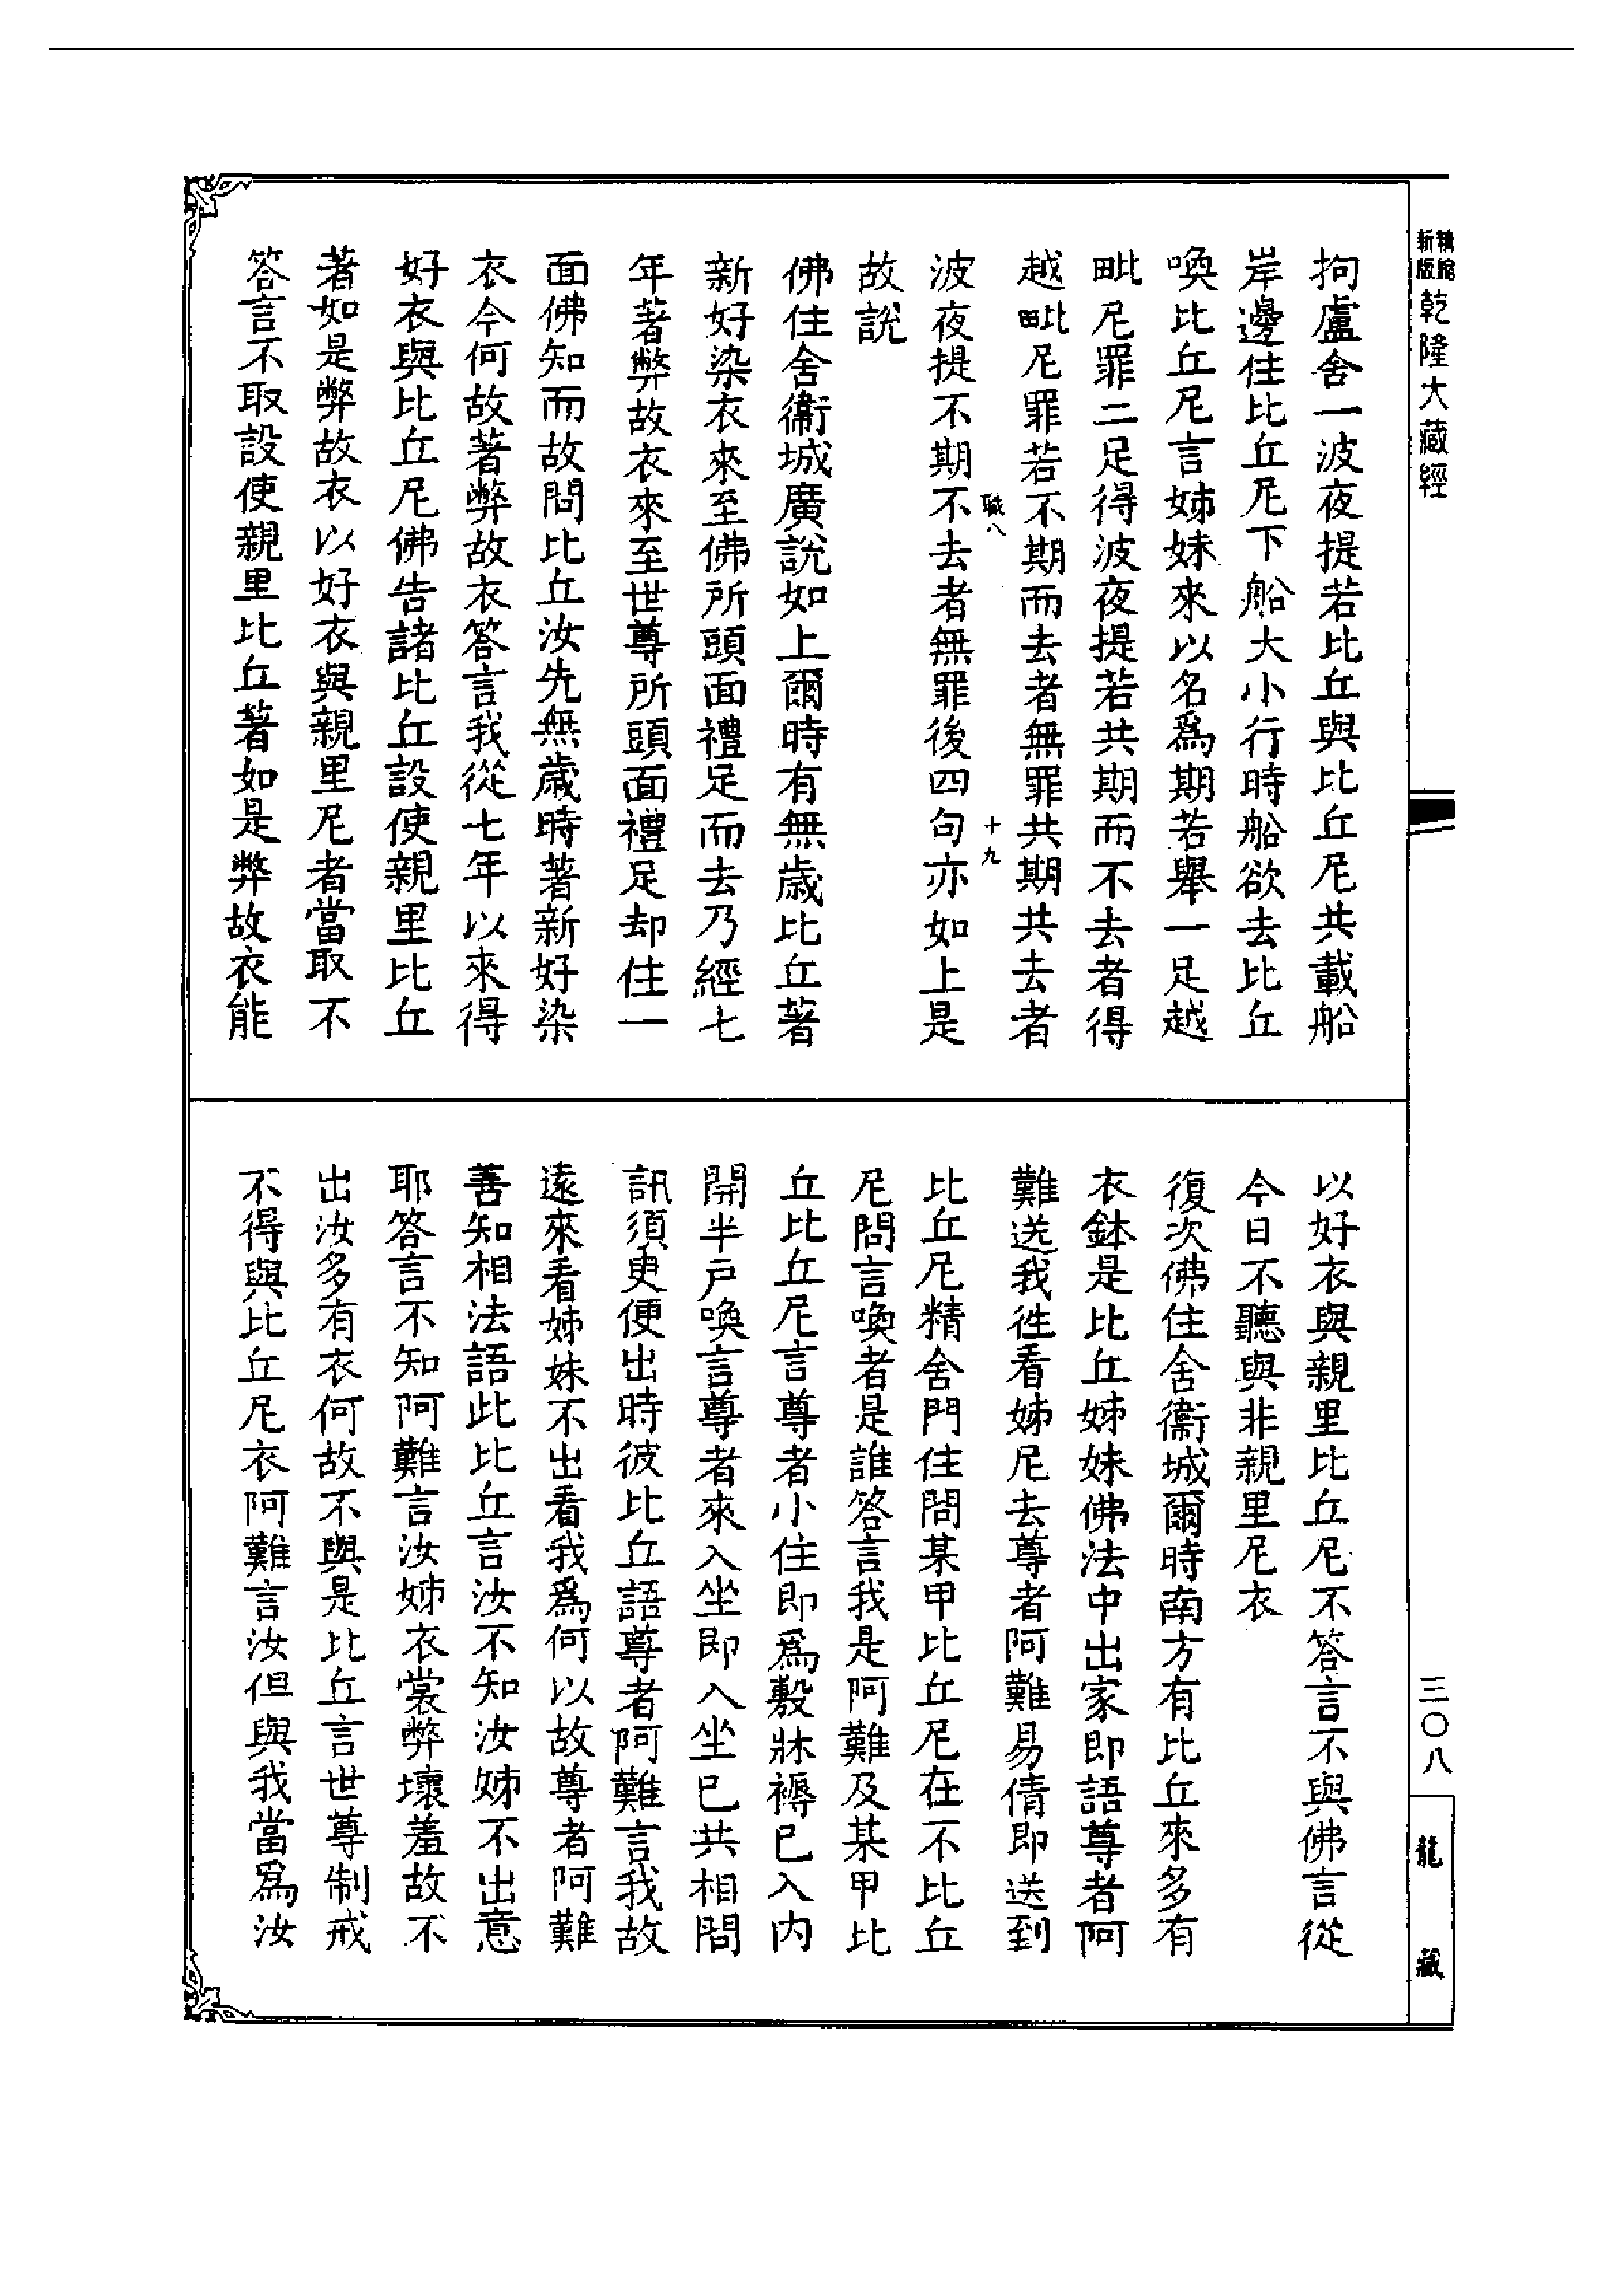 新版精縮乾隆大藏經
拘盧舍一波夜提若比丘與比丘尼共載船
岸邊住比丘尼下船大小行時船欲去比丘
喚比丘尼言姊妹來以名爲期若舉一足越
毗尼罪二足得波夜提若共期而不去者得
越毗尼罪若不期而去者無罪共期共去者
職八 十九
波夜提不期不去者無罪後四句亦如上是
故說
佛住舍衞城廣說如上爾時有無歲比丘著
新好染衣來至佛所頭面禮足而去乃經七
年著弊故衣來至世尊所頭面禮足却住一
面佛知而故問比丘汝先無歲時著新好染
衣今何故著弊故衣答言我從七年以來得
好衣與比丘尼佛告諸比丘設使親里比丘
著如是弊故衣以好衣與親里尼者當取不
答言不取設使親里比丘著如是弊故衣能
以好衣與親里比丘尼不答言不與佛言從
今日不聽與非親里尼衣
復次佛住舍衞城爾時南方有比丘來多有
衣鉢是比丘姊妹佛法中出家即語尊者阿
難送我徃看姊尼去尊者阿難易倩即送到
比丘尼精舍門住問某甲比丘尼在不比丘
尼問言喚者是誰答言我是阿難及某甲比
丘比丘尼言尊者小住即爲敷牀褥已入內
開半戶喚言尊者來入坐即入坐已共相問
訊須臾便出時彼比丘語尊者阿難言我故
遠來看姊妹不出看我爲何以故尊者阿難
善知相法語此比丘言汝不知汝姊不出意
耶答言不知阿難言汝姊衣裳弊壞羞故不
出汝多有衣何故不與是比丘言世尊制戒
不得與比丘尼衣阿難言汝但與我當爲汝
三〇八
龍藏